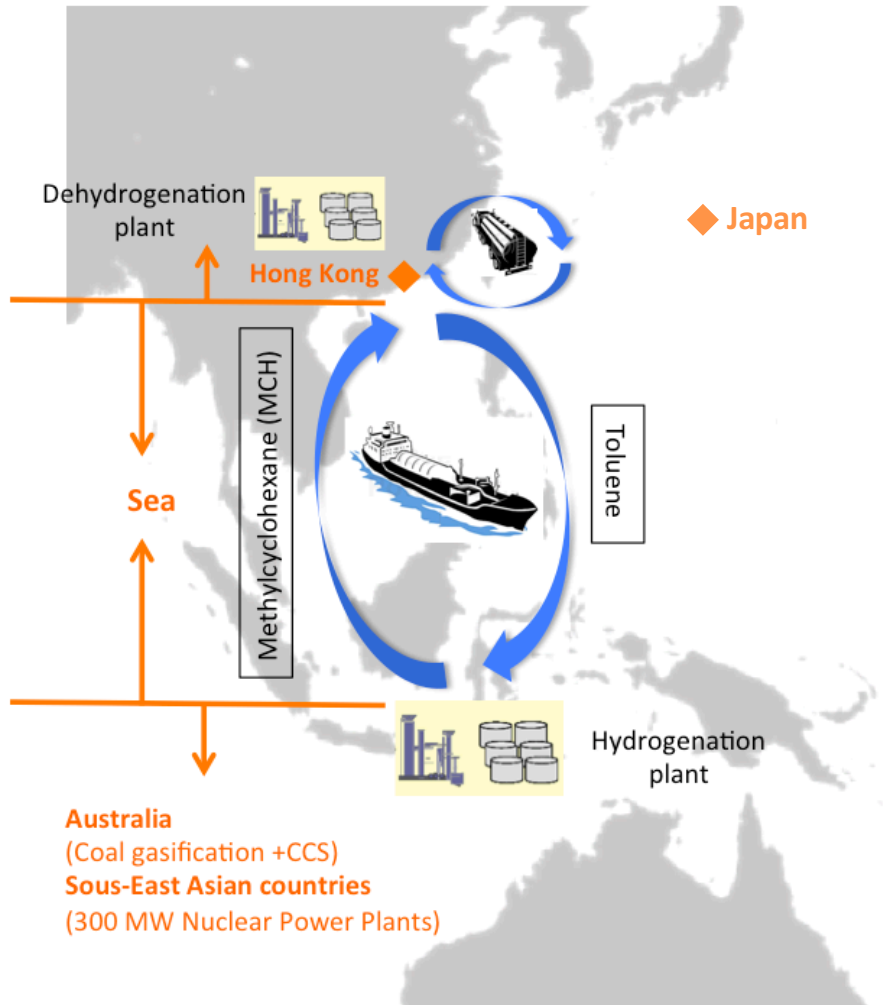 Dehydrogenation
plant
Japan
Hong Kong
Methylcyclohexane (MCH)
Toluene
Sea
Hydrogenation
plant
Australia
(Coal gasification +CCS)
Sous-East Asian countries
(300 MW Nuclear Power Plants)